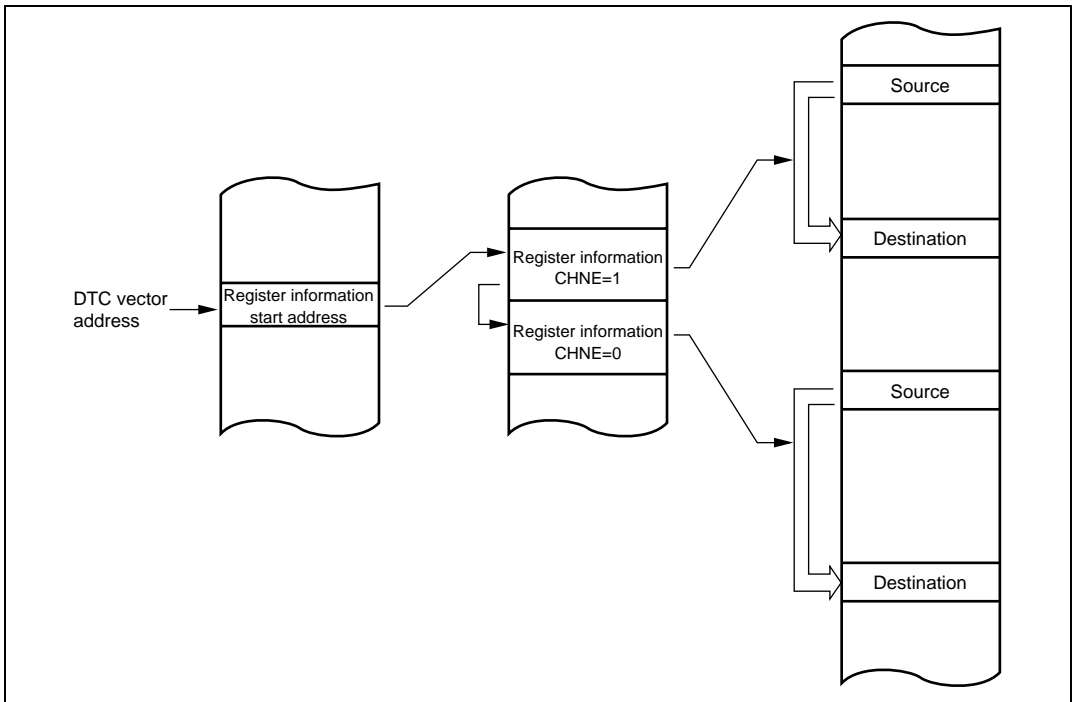 DTC vector
address
Register information
start address
Register information
CHNE=1
Register information
CHNE=0
Source
Destination
Source
Destination